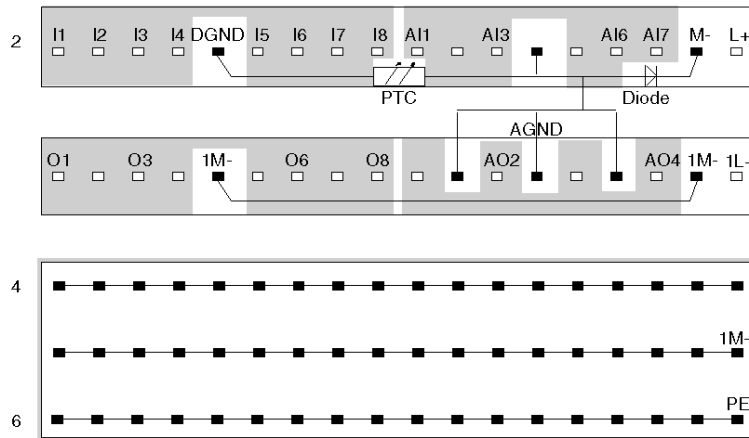 2 I1 I2 I3 I4 DGND I5 I6 I7 I8 AI1 AI3 AI6 AI7 M- L+
PTC Diode
AGND
O1 O3 1M- O6 O8 AO2 AO4 1M- 1L-
4
1M-
PE
6